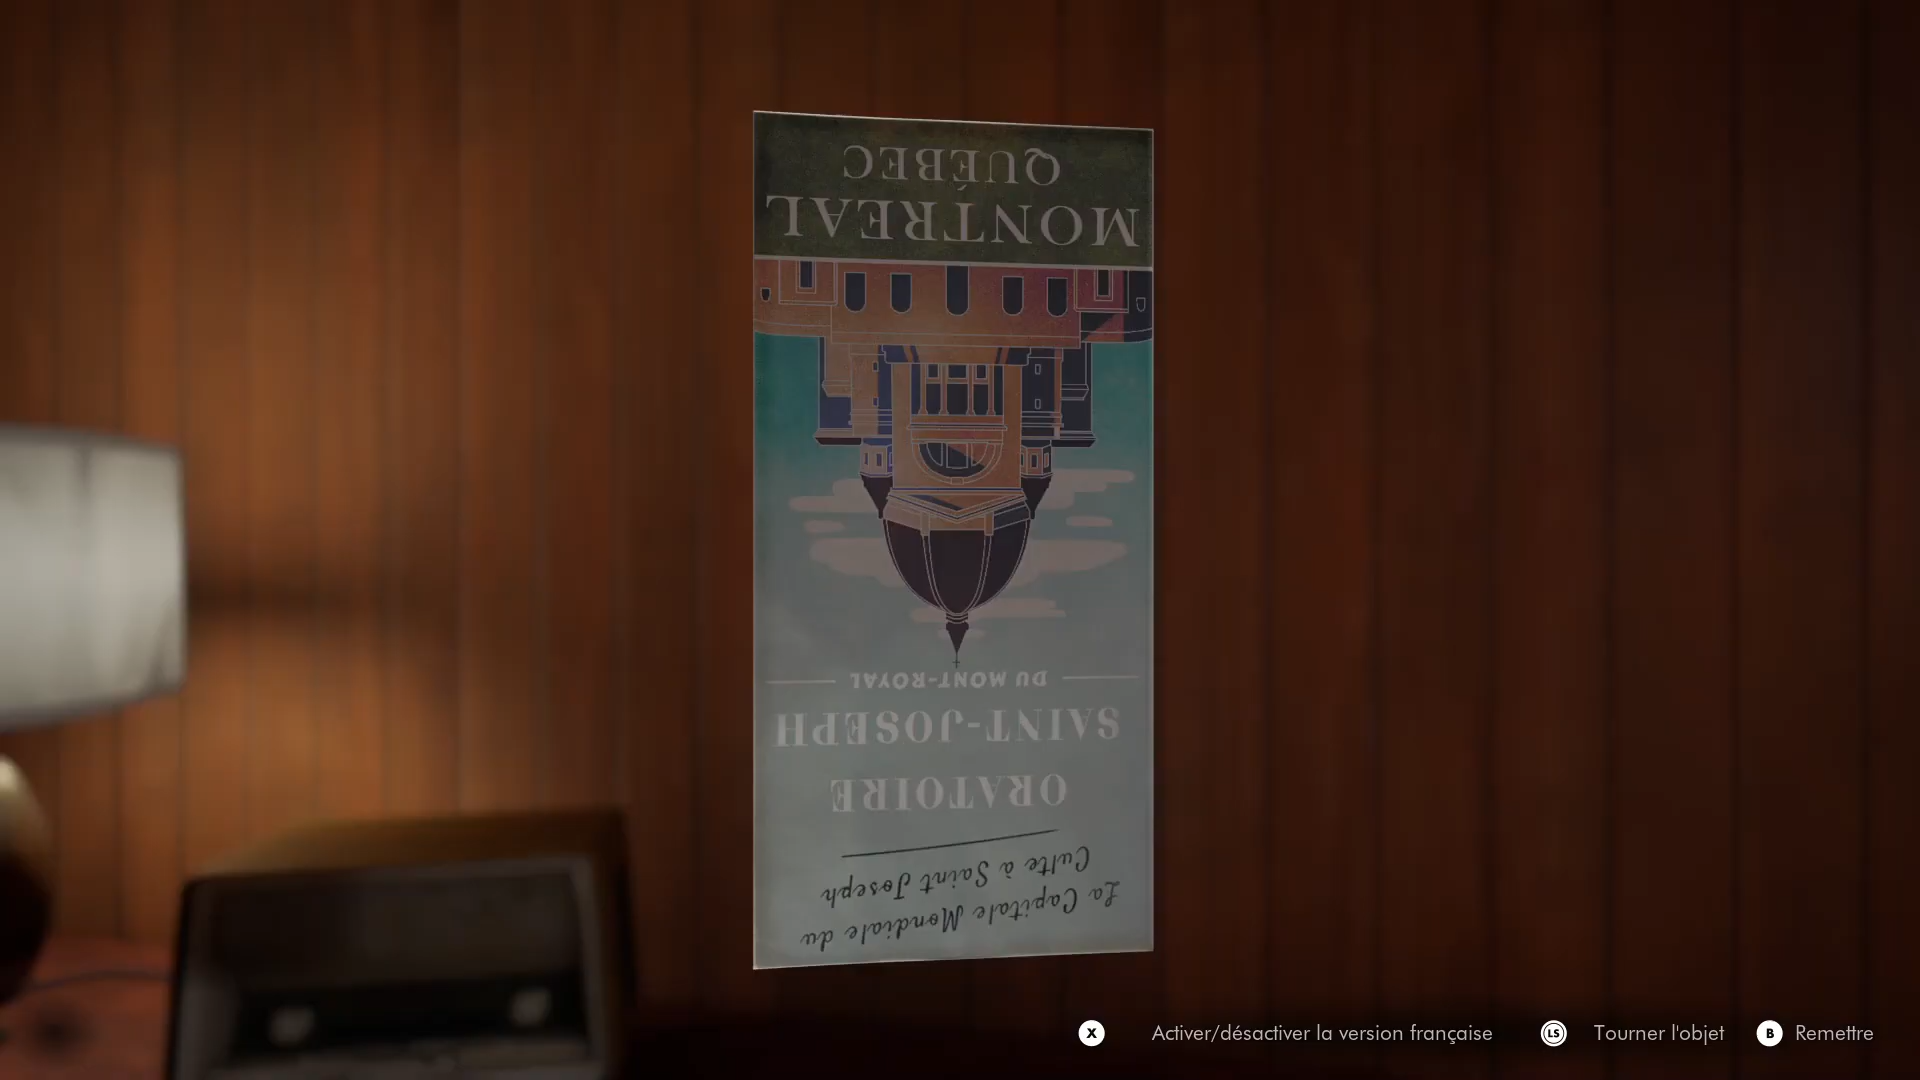 La Capitale Mondiale du
Culte à Saint Joseph
ORATOIRE
SAINT-JOSEPH
DU MONT-ROYAL
MONTREAL
QUÉBEC
X Activer/désactiver la version française LS Tourner l'objet B Remettre